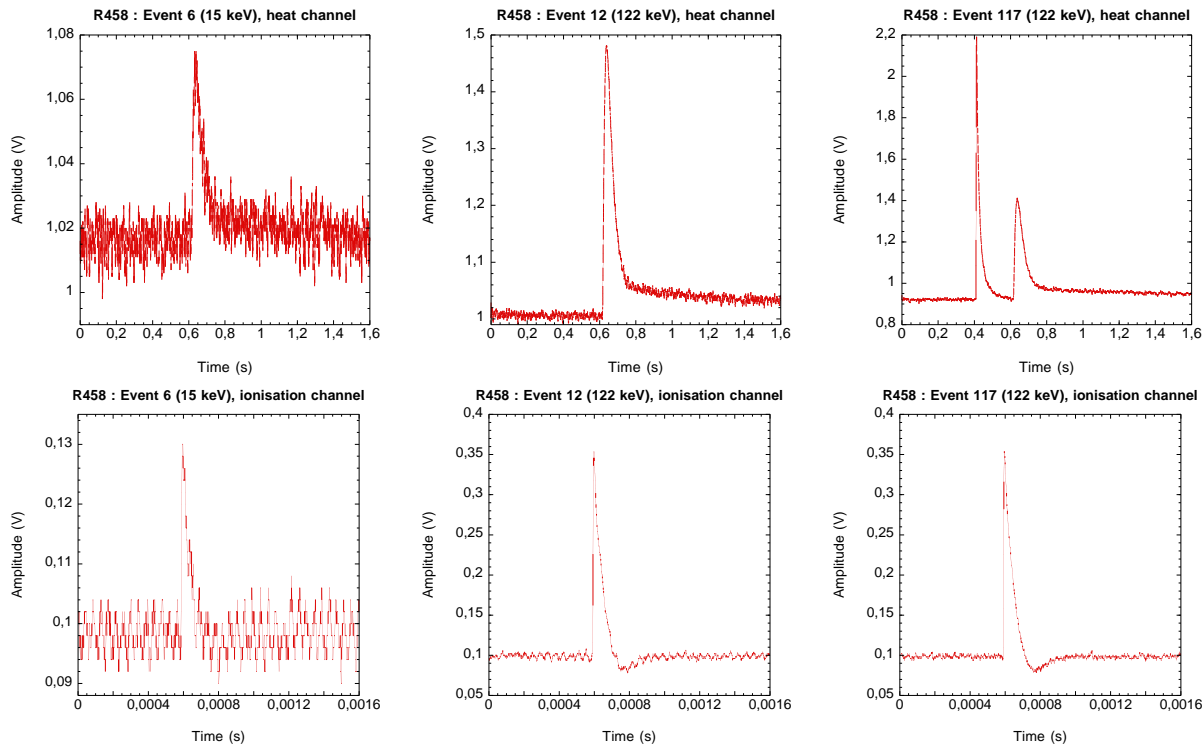 R458 : Event 6 (15 keV), heat channel
1,08
1,06
1,04
1,02
1
Amplitude (V)
0 0,2 0,4 0,6 0,8 1 1,2 1,4 1,6
Time (s)
R458 : Event 12 (122 keV), heat channel
1,5
1,4
1,3
1,2
1,1
1
Amplitude (V)
0 0,2 0,4 0,6 0,8 1 1,2 1,4 1,6
Time (s)
R458 : Event 117 (122 keV), heat channel
2,2
2
1,8
1,6
1,4
1,2
1
0,8
Amplitude (V)
0 0,2 0,4 0,6 0,8 1 1,2 1,4 1,6
Time (s)
R458 : Event 6 (15 keV), ionisation channel
0,13
0,12
0,11
0,1
0,09
Amplitude (V)
0 0,0004 0,0008 0,0012 0,0016
Time (s)
R458 : Event 12 (122 keV), ionisation channel
0,4
0,35
0,3
0,25
0,2
0,15
0,1
0,05
Amplitude (V)
0 0,0004 0,0008 0,0012 0,0016
Time (s)
R458 : Event 117 (122 keV), ionisation channel
0,4
0,35
0,3
0,25
0,2
0,15
0,1
0,05
Amplitude (V)
0 0,0004 0,0008 0,0012 0,0016
Time (s)